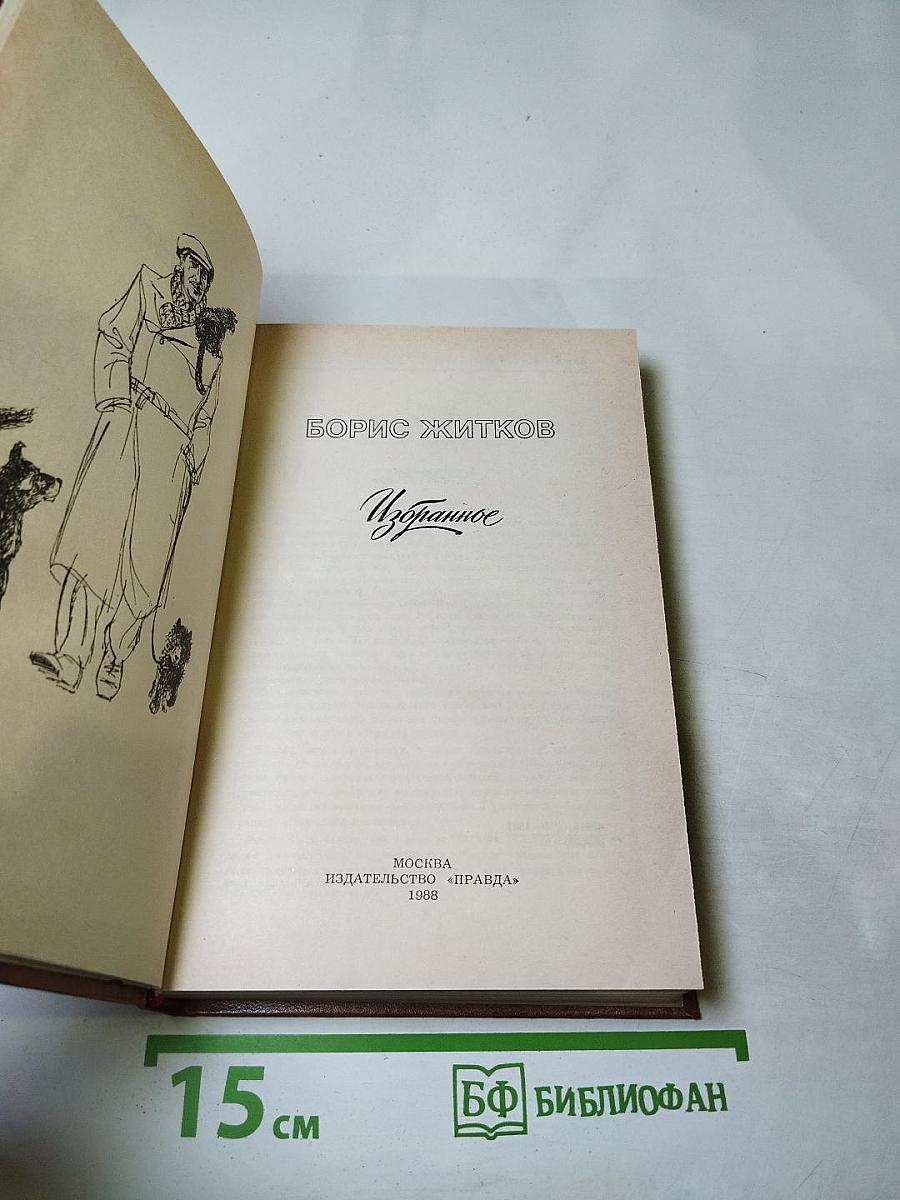 БОРИС ЖИТКОВ
Избранное
МОСКВА
ИЗДАТЕЛЬСТВО «ПРАВДА»
1988
15 см
БФ БИБЛИОФАН